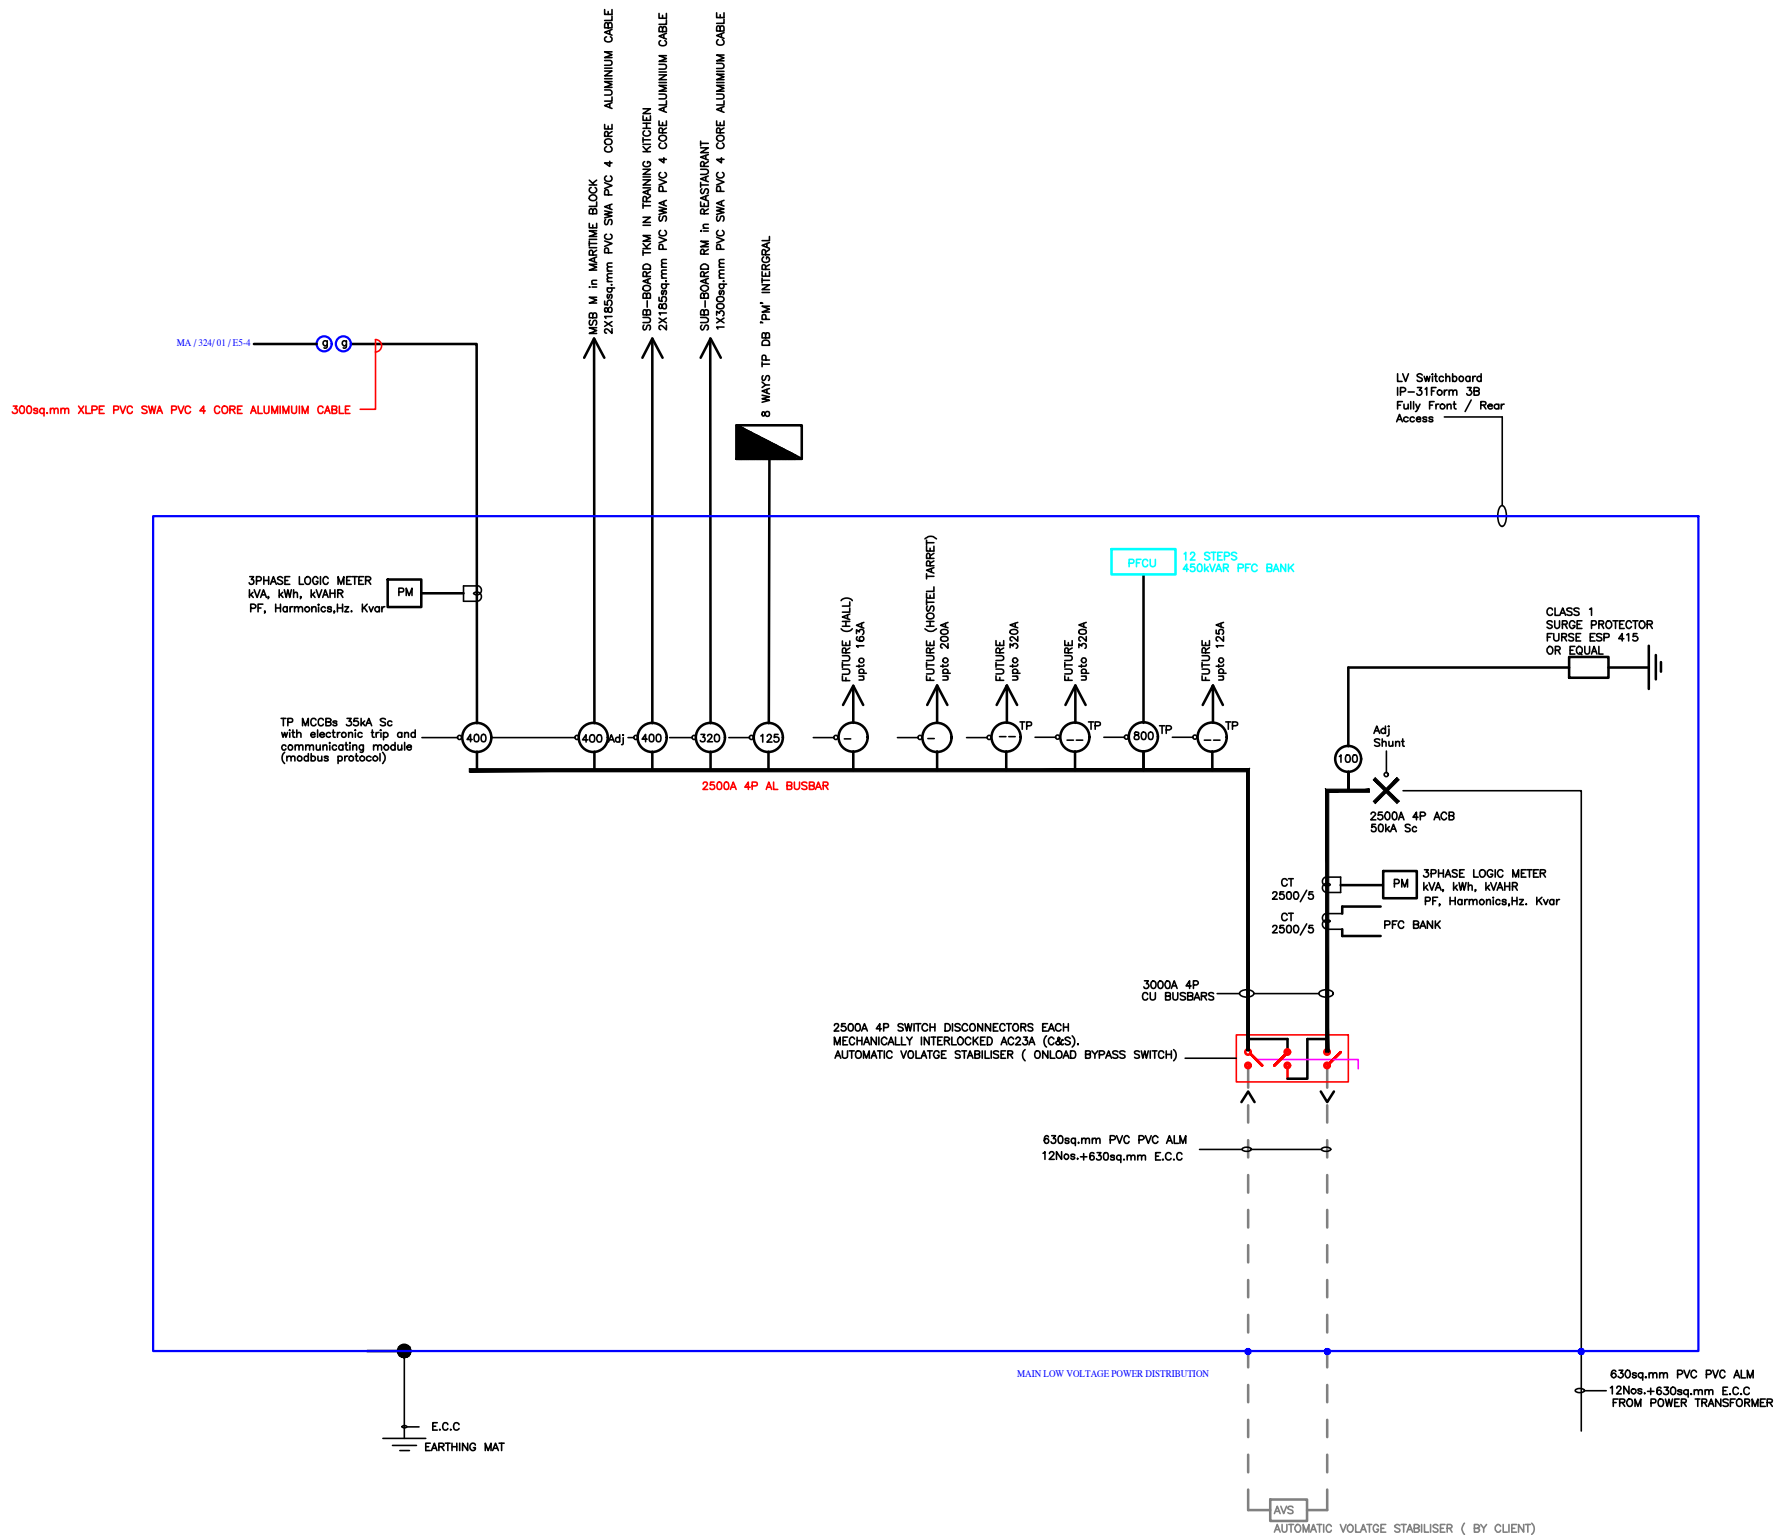 MSB M in MARITIME BLOCK
2X185sq.mm PVC SWA PVC 4 CORE ALUMINIUM CABLE
SUB-BOARD TKM IN TRAINING KITCHEN
2X185sq.mm PVC SWA PVC 4 CORE ALUMINIUM CABLE
SUB-BOARD RM in REASTAURANT
1X300sq.mm PVC SWA PVC 4 CORE ALUMIMIUM CABLE
8 WAYS TP DB 'PM' INTERGRAL
MA / 324/ 01 / E5-4
g g
300sq.mm XLPE PVC SWA PVC 4 CORE ALUMIMUIM CABLE
LV Switchboard
IP-31Form 3B
Fully Front / Rear
Access
3PHASE LOGIC METER
kVA, kWh, kVAHR
PF, Harmonics,Hz. Kvar
PM
FUTURE (HALL)
upto 163A
FUTURE (HOSTEL TARRET)
upto 200A
FUTURE
upto 320A
FUTURE
upto 320A
PFCU
12 STEPS
450kVAR PFC BANK
FUTURE
upto 125A
CLASS 1
SURGE PROTECTOR
FURSE ESP 415
OR EQUAL
TP MCCBs 35kA Sc
with electronic trip and
communicating module
(modbus protocol)
400
400
Adj
400
320
125
-
-
--
TP
--
TP
800
TP
--
TP
100
Adj
Shunt
2500A 4P AL BUSBAR
2500A 4P ACB
50kA Sc
CT
2500/5
PM
3PHASE LOGIC METER
kVA, kWh, kVAHR
PF, Harmonics,Hz. Kvar
CT
2500/5
PFC BANK
3000A 4P
CU BUSBARS
2500A 4P SWITCH DISCONNECTORS EACH
MECHANICALLY INTERLOCKED AC23A (C&S).
AUTOMATIC VOLATGE STABILISER ( ONLOAD BYPASS SWITCH)
630sq.mm PVC PVC ALM
12Nos.+630sq.mm E.C.C
MAIN LOW VOLTAGE POWER DISTRIBUTION
630sq.mm PVC PVC ALM
12Nos.+630sq.mm E.C.C
FROM POWER TRANSFORMER
E.C.C
EARTHING MAT
AVS
AUTOMATIC VOLATGE STABILISER ( BY CLIENT)